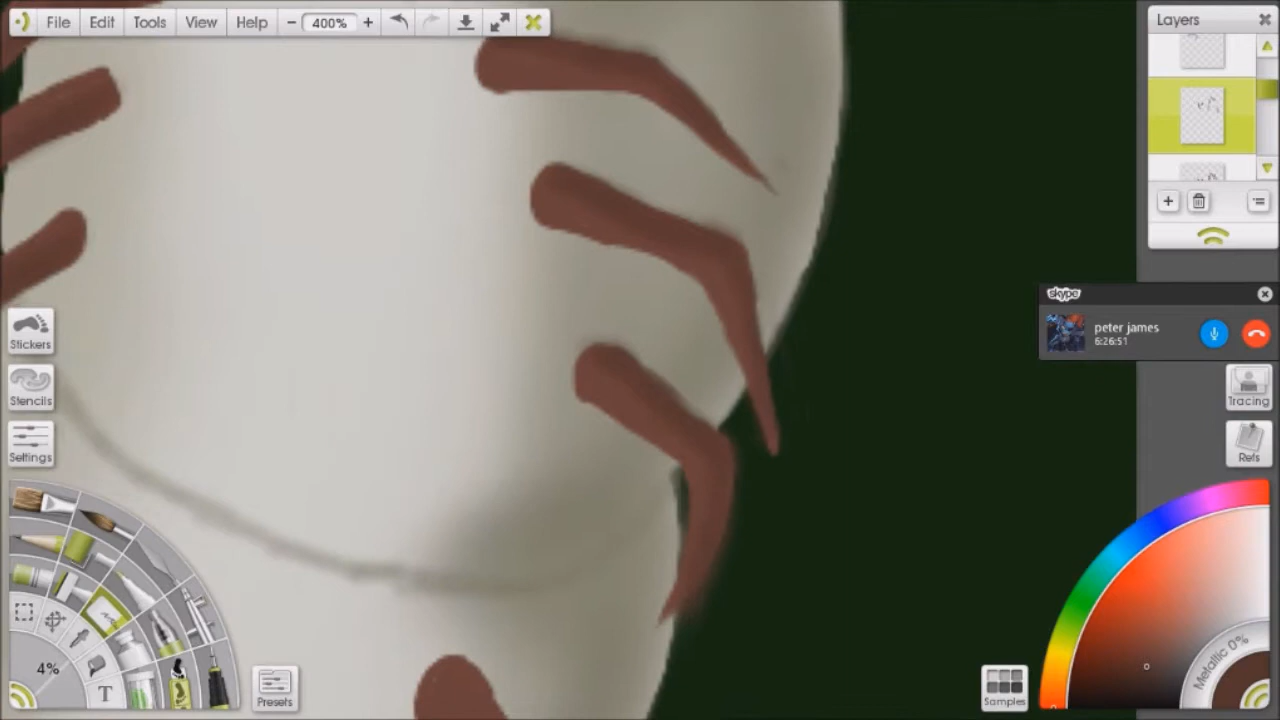 File Edit Tools View Help − 400% +
Layers
skype
peter james
6:26:51
Stickers
Stencils
Settings
Tracing
Refs
4%
T
Presets
Samples
Metallic 0%